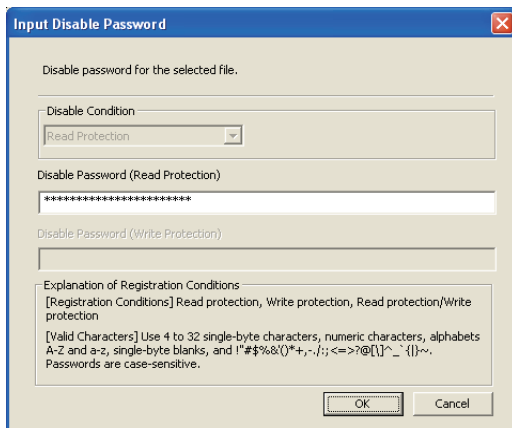 Input Disable Password
Disable password for the selected file.
Disable Condition
Read Protection
Disable Password (Read Protection)
***********************
Disable Password (Write Protection)
Explanation of Registration Conditions
[Registration Conditions] Read protection, Write protection, Read protection/Write
protection
[Valid Characters] Use 4 to 32 single-byte characters, numeric characters, alphabets
A-Z and a-z, single-byte blanks, and !"#$%&'()*+,-./:;<=>?@[\]^_`{|}~.
Passwords are case-sensitive.
OK
Cancel